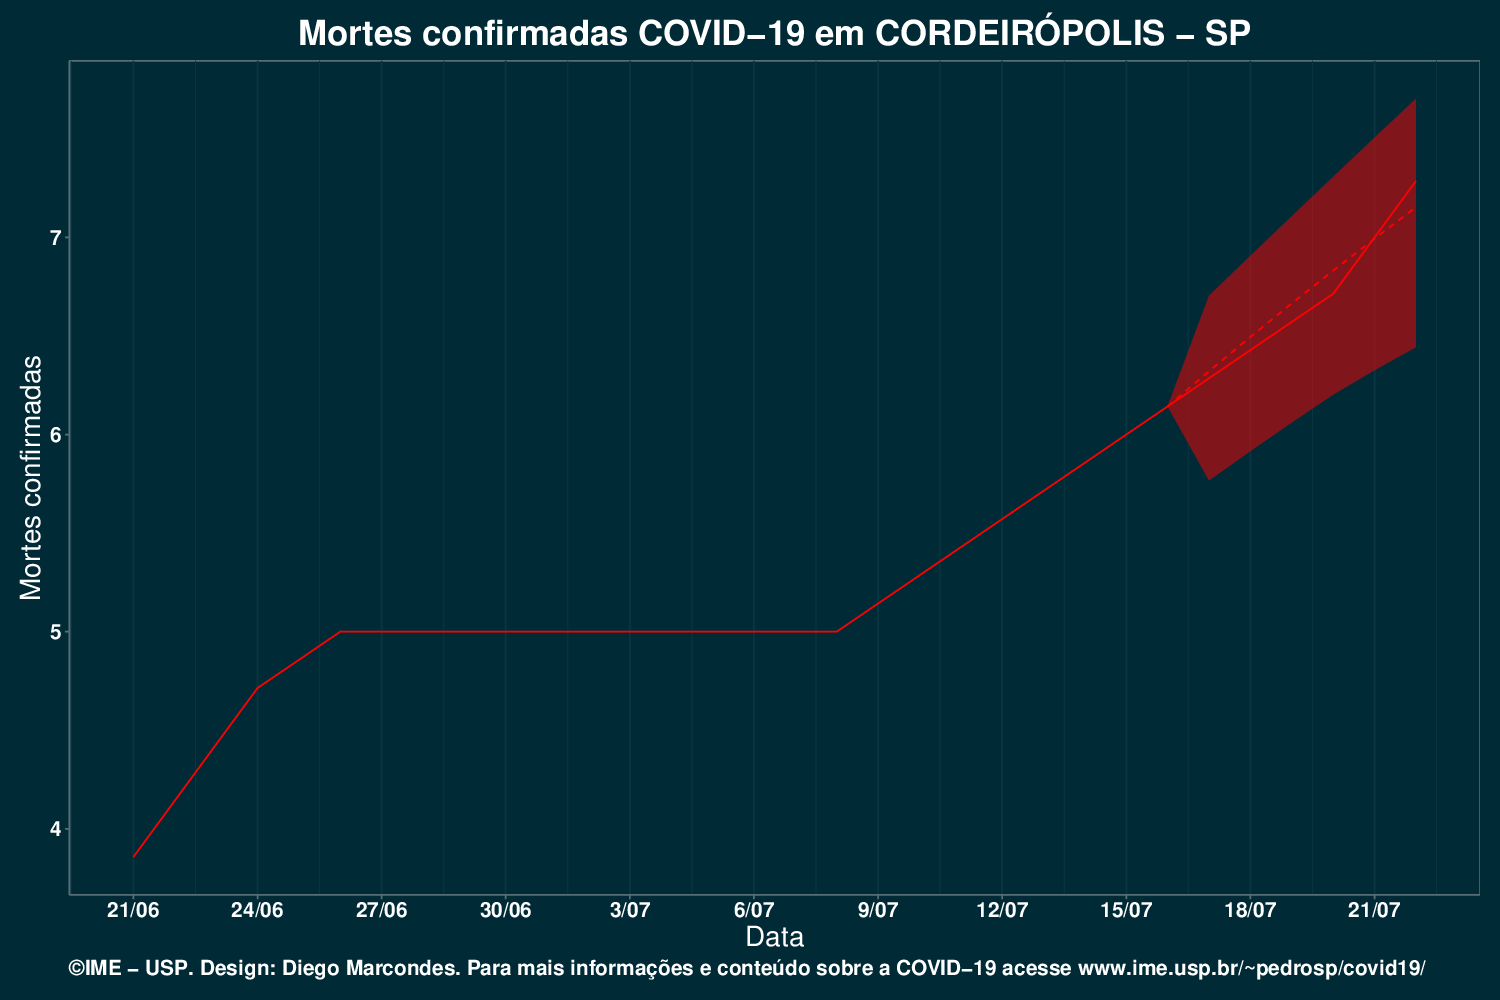 Mortes confirmadas COVID−19 em CORDEIRÓPOLIS − SP
Mortes confirmadas
7
6
5
4
21/06 24/06 27/06 30/06 3/07 6/07 9/07 12/07 15/07 18/07 21/07
Data
©IME − USP. Design: Diego Marcondes. Para mais informações e conteúdo sobre a COVID−19 acesse www.ime.usp.br/~pedrosp/covid19/